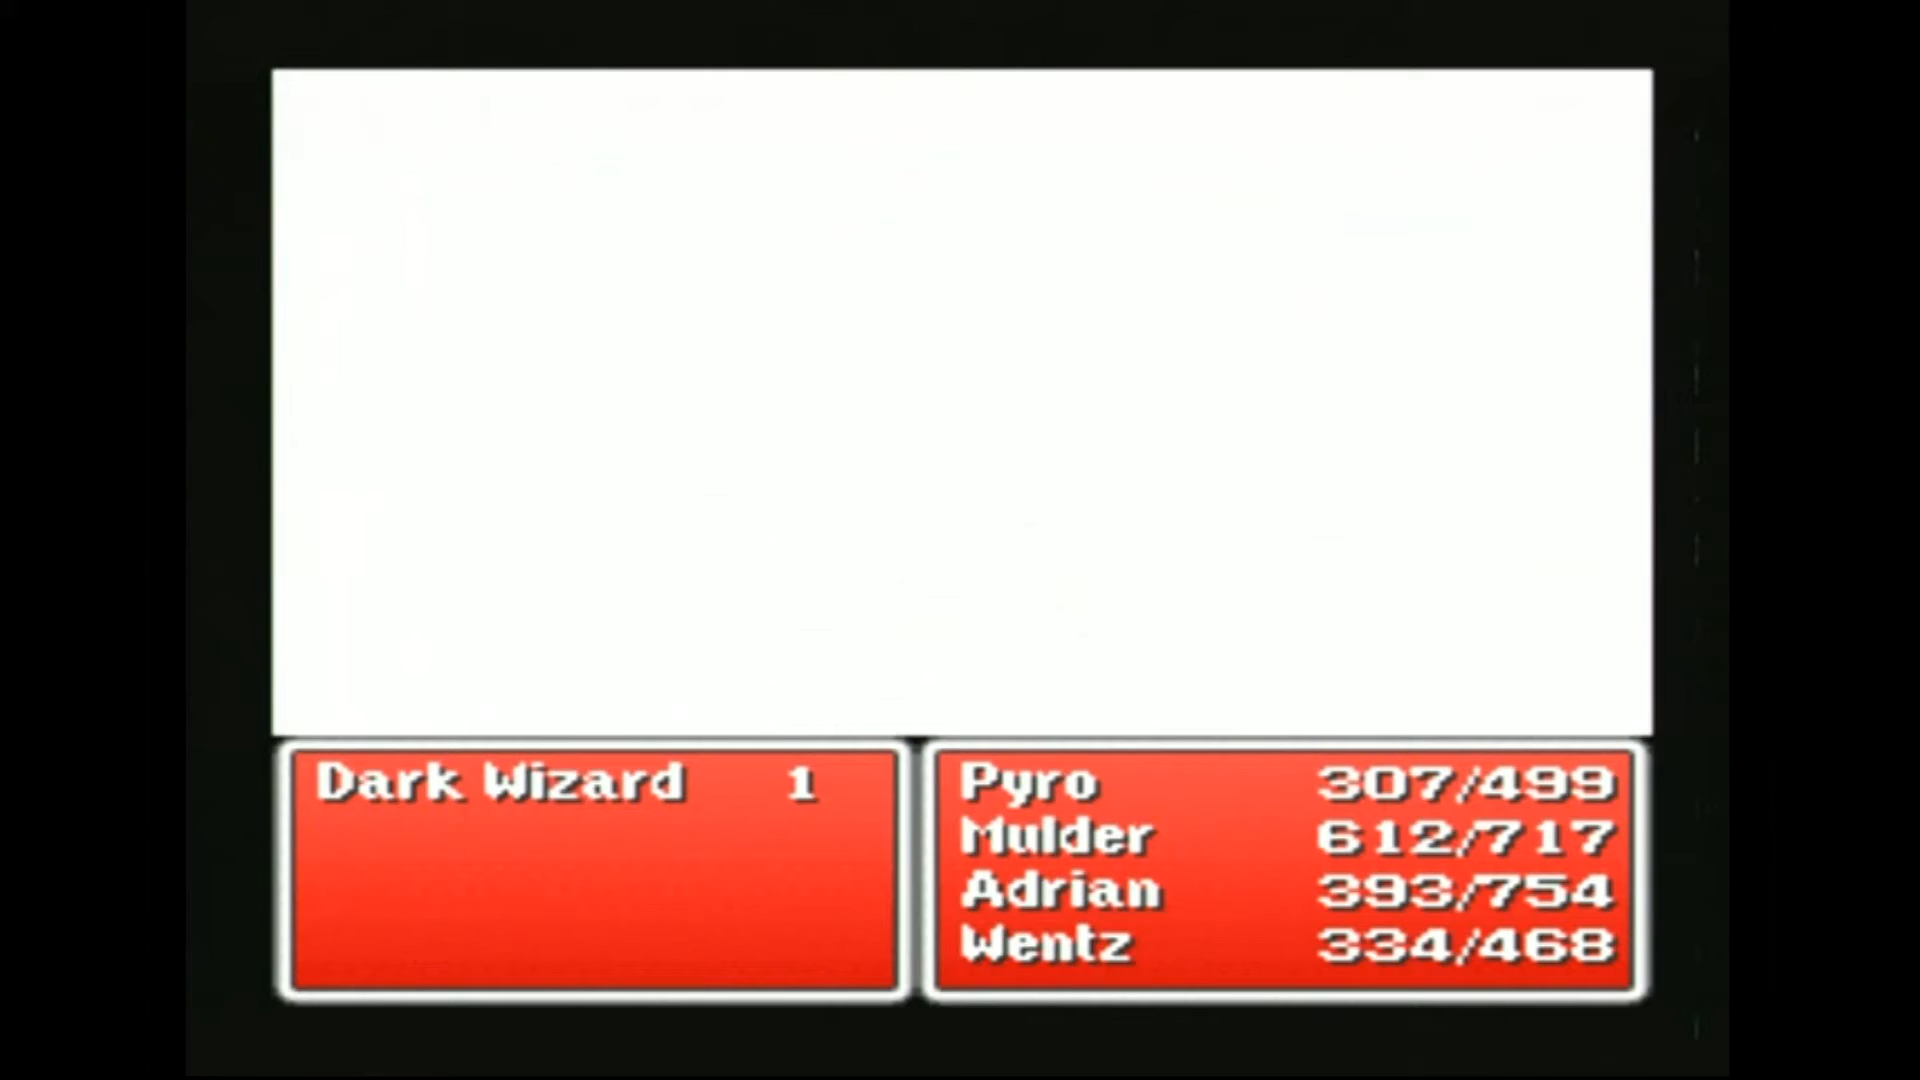 Dark Wizard 1
Pyro 307/499
Mulder 612/717
Adrian 393/754
Wentz 334/468